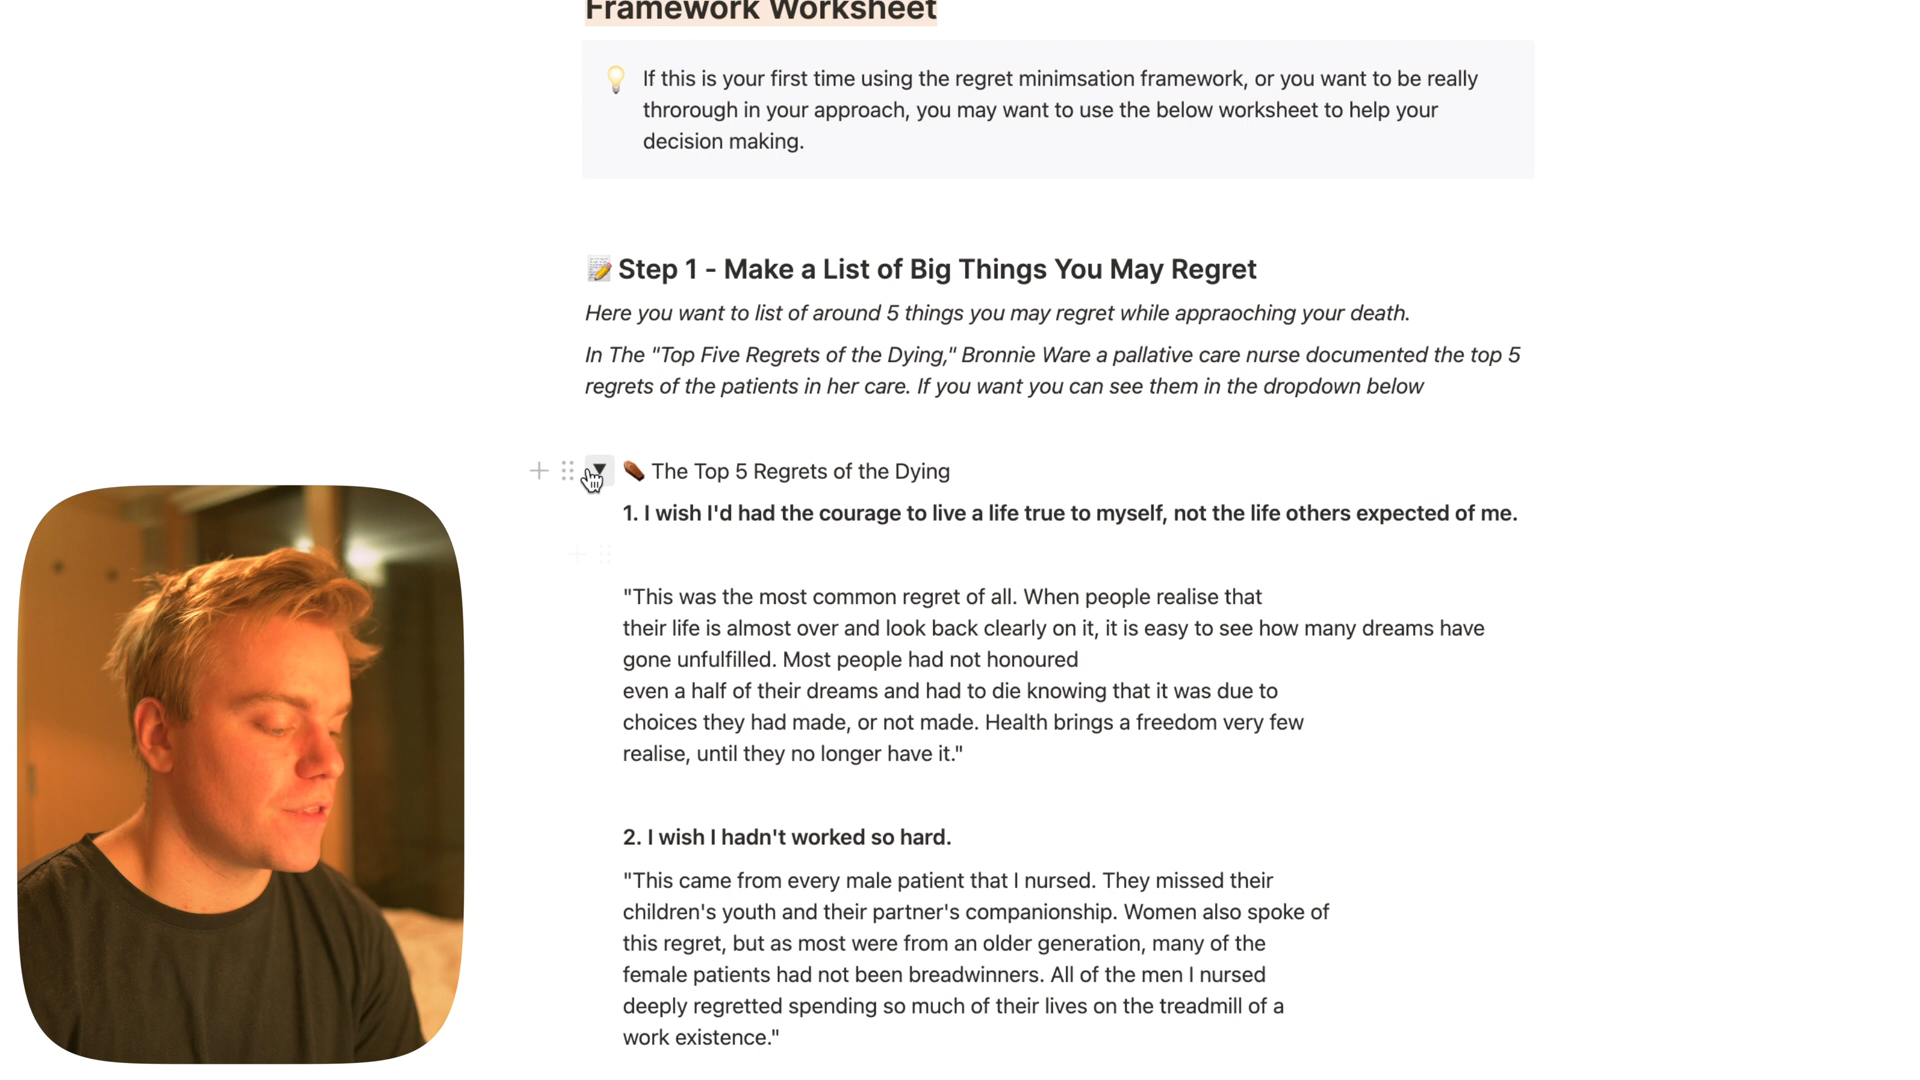 Framework Worksheet
If this is your first time using the regret minimsation framework, or you want to be really
throrough in your approach, you may want to use the below worksheet to help your
decision making.
Step 1 - Make a List of Big Things You May Regret
Here you want to list of around 5 things you may regret while appraoching your death.
In The "Top Five Regrets of the Dying," Bronnie Ware a pallative care nurse documented the top 5
regrets of the patients in her care. If you want you can see them in the dropdown below
The Top 5 Regrets of the Dying
1. I wish I'd had the courage to live a life true to myself, not the life others expected of me.
"This was the most common regret of all. When people realise that
their life is almost over and look back clearly on it, it is easy to see how many dreams have
gone unfulfilled. Most people had not honoured
even a half of their dreams and had to die knowing that it was due to
choices they had made, or not made. Health brings a freedom very few
realise, until they no longer have it."
2. I wish I hadn't worked so hard.
"This came from every male patient that I nursed. They missed their
children's youth and their partner's companionship. Women also spoke of
this regret, but as most were from an older generation, many of the
female patients had not been breadwinners. All of the men I nursed
deeply regretted spending so much of their lives on the treadmill of a
work existence."